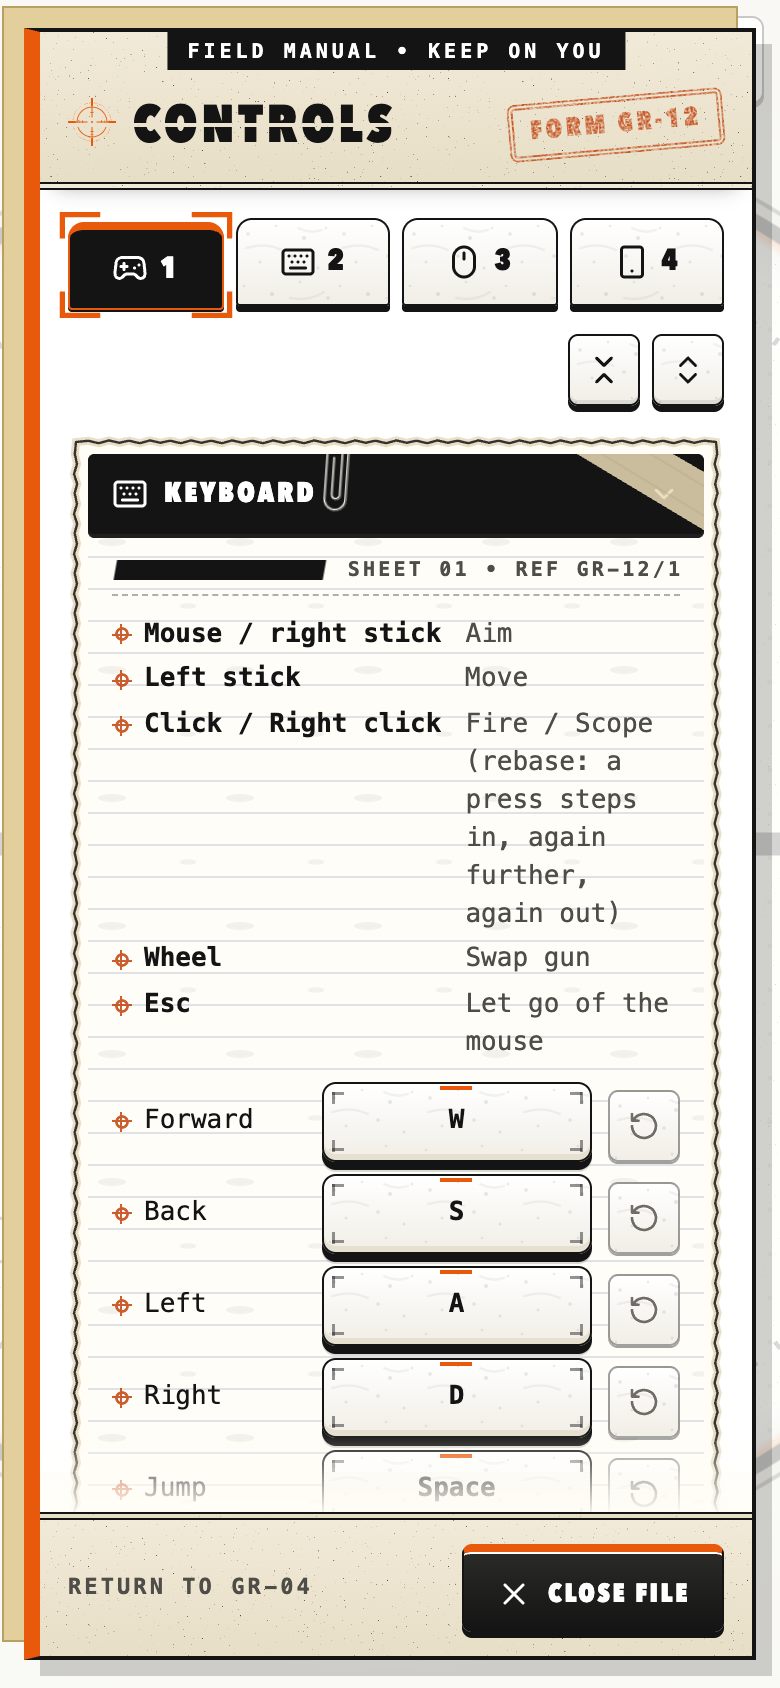 FIELD MANUAL • KEEP ON YOU
CONTROLS
FORM GR-12
1
2
3
4
KEYBOARD
SHEET 01 • REF GR–12/1
Mouse / right stick Aim
Left stick Move
Click / Right click Fire / Scope
(rebase: a
press steps
in, again
further,
again out)
Wheel Swap gun
Esc Let go of the
mouse
Forward W
Back S
Left A
Right D
Jump Space
RETURN TO GR–04
CLOSE FILE